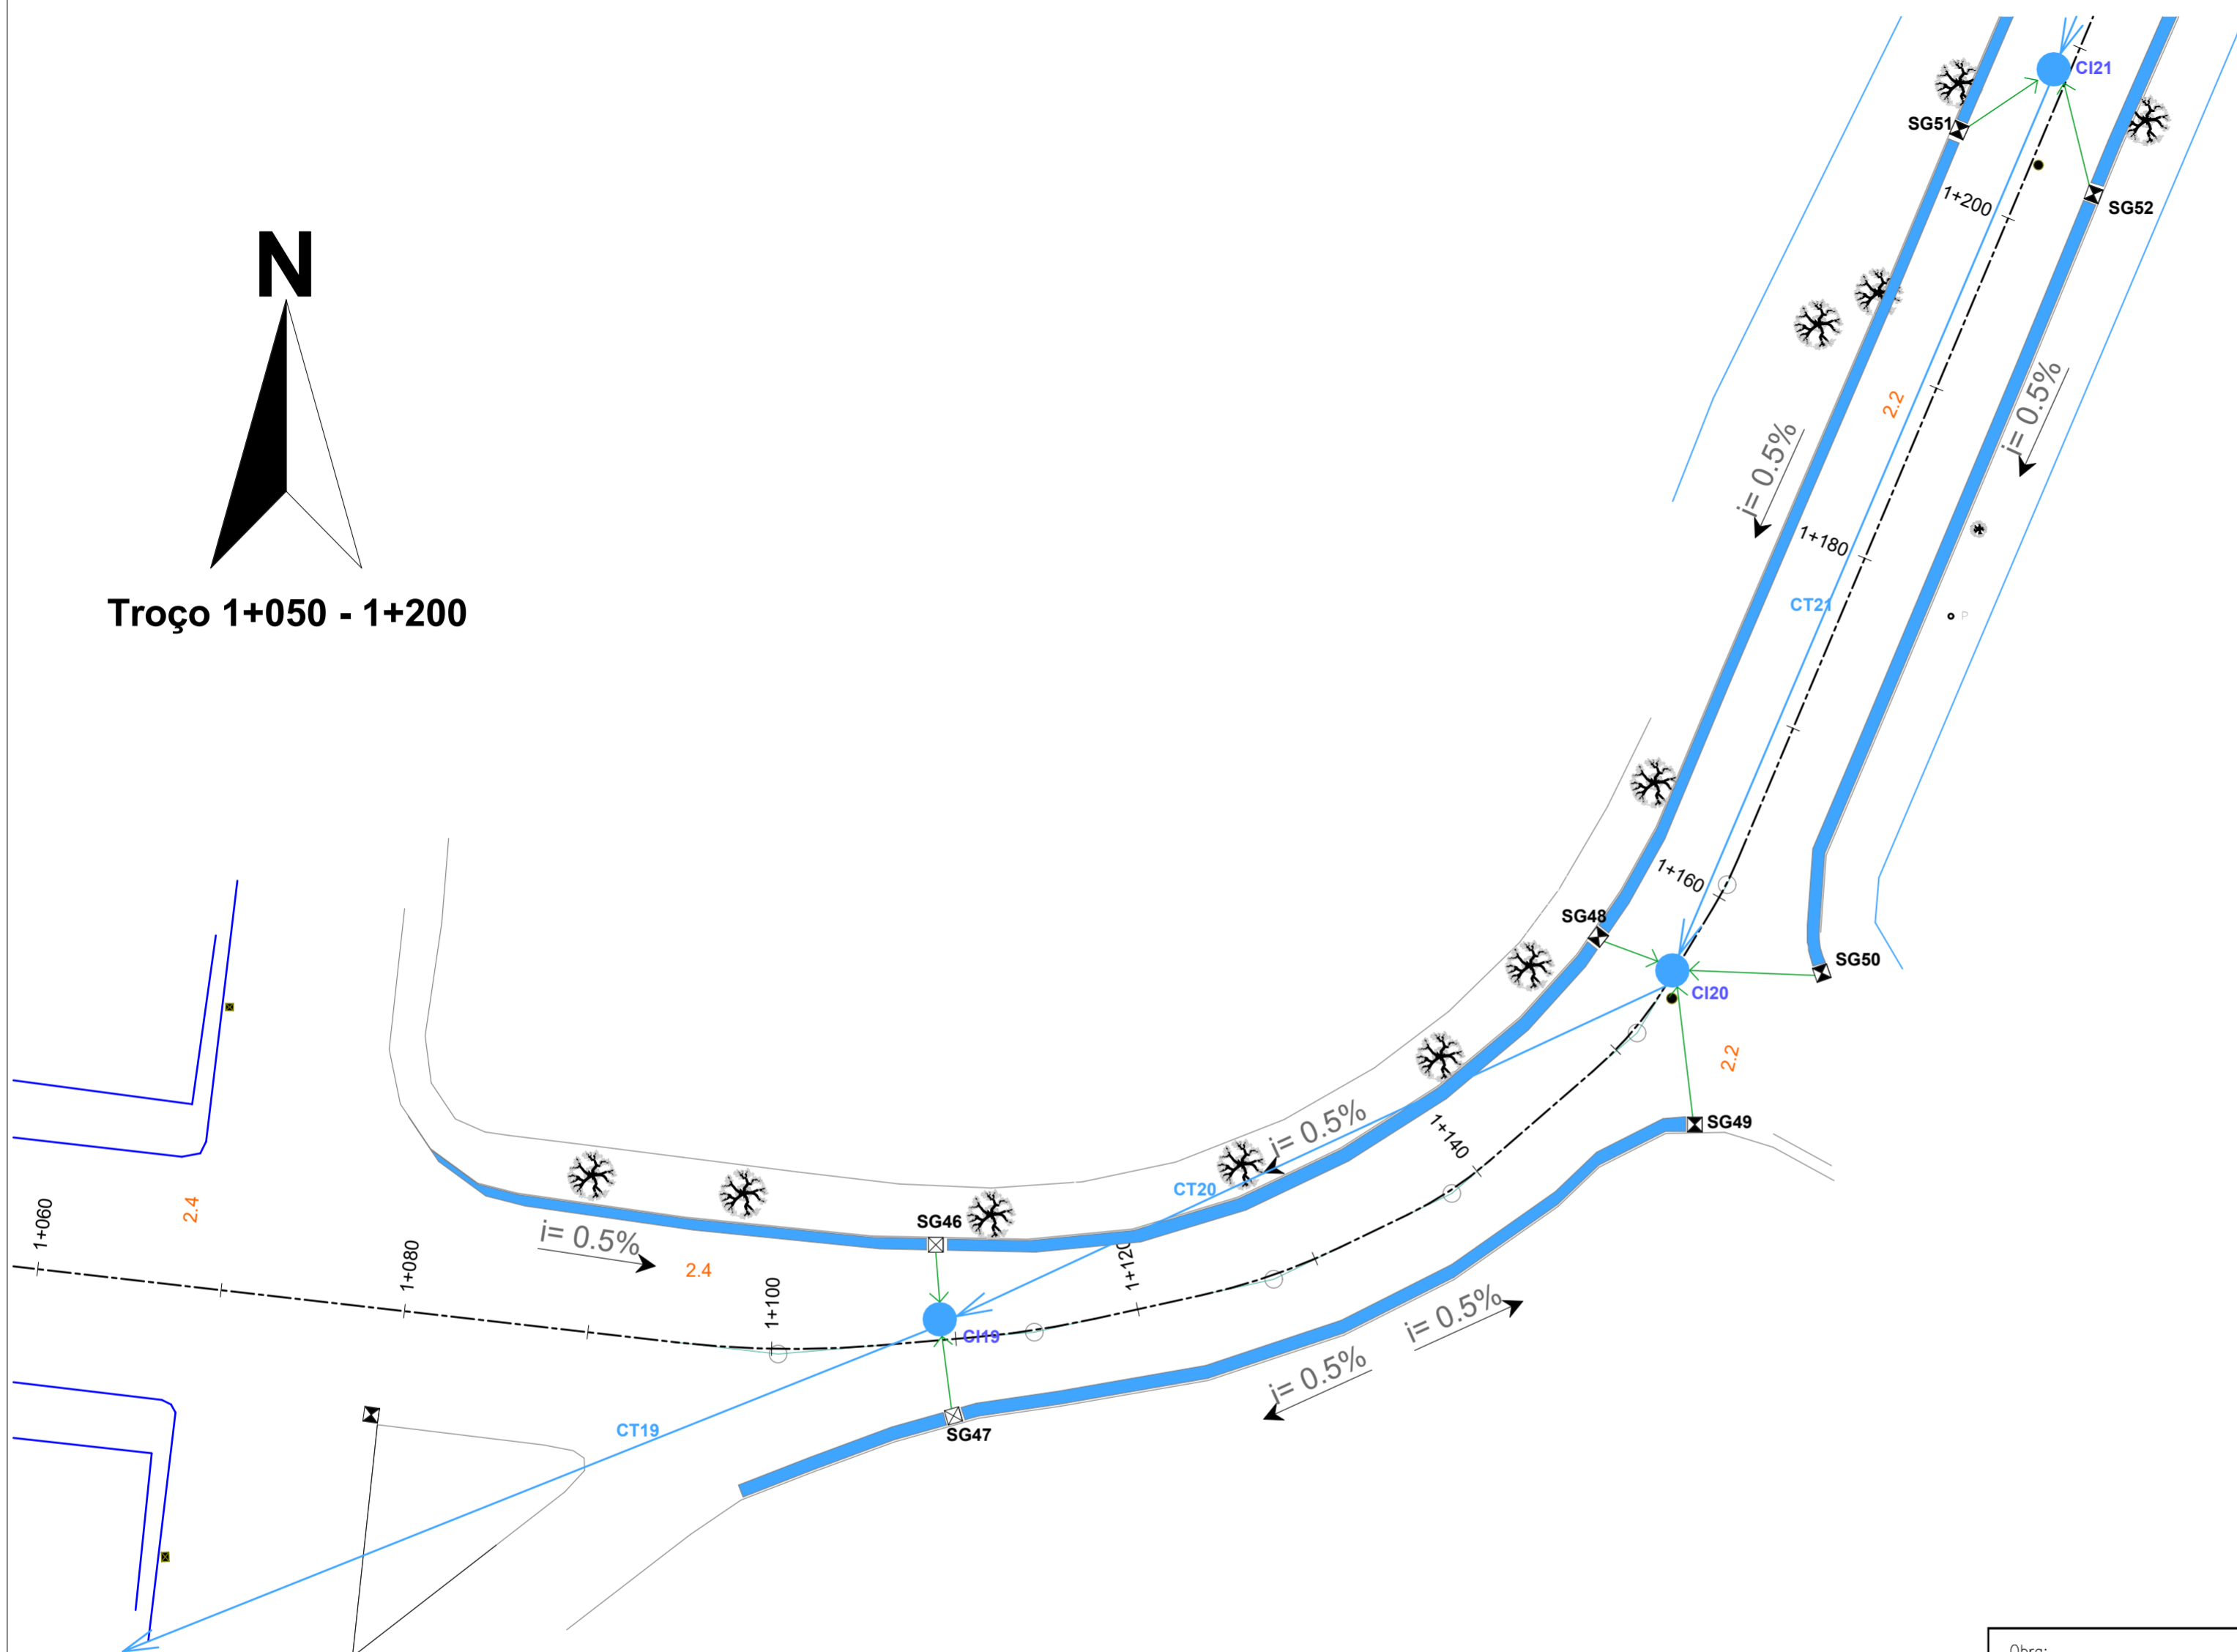 CI21
SG51
1+200
SG52
N
i= 0.5%
2.2
i= 0.5%
1+180
CT21
P
Troço 1+050 - 1+200
1+160
SG48
SG50
CI20
2.2
SG49
i= 0.5%
1+140
CT20
2.4
1+060
SG46
i= 0.5%
1+080
2.4
1+120
1+100
CI19
i= 0.5%
i= 0.5%
CT19
SG47
Obra: